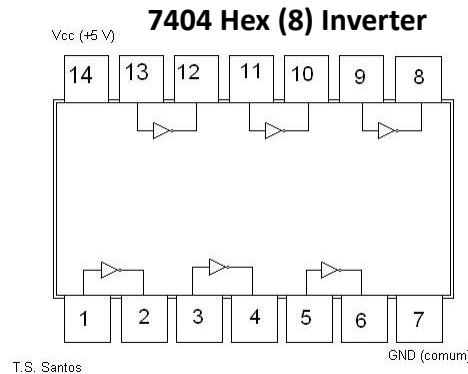 7404 Hex (8) Inverter
Vcc (+5 V)
14 13 12 11 10 9 8
1 2 3 4 5 6 7
GND (comum)
T.S. Santos